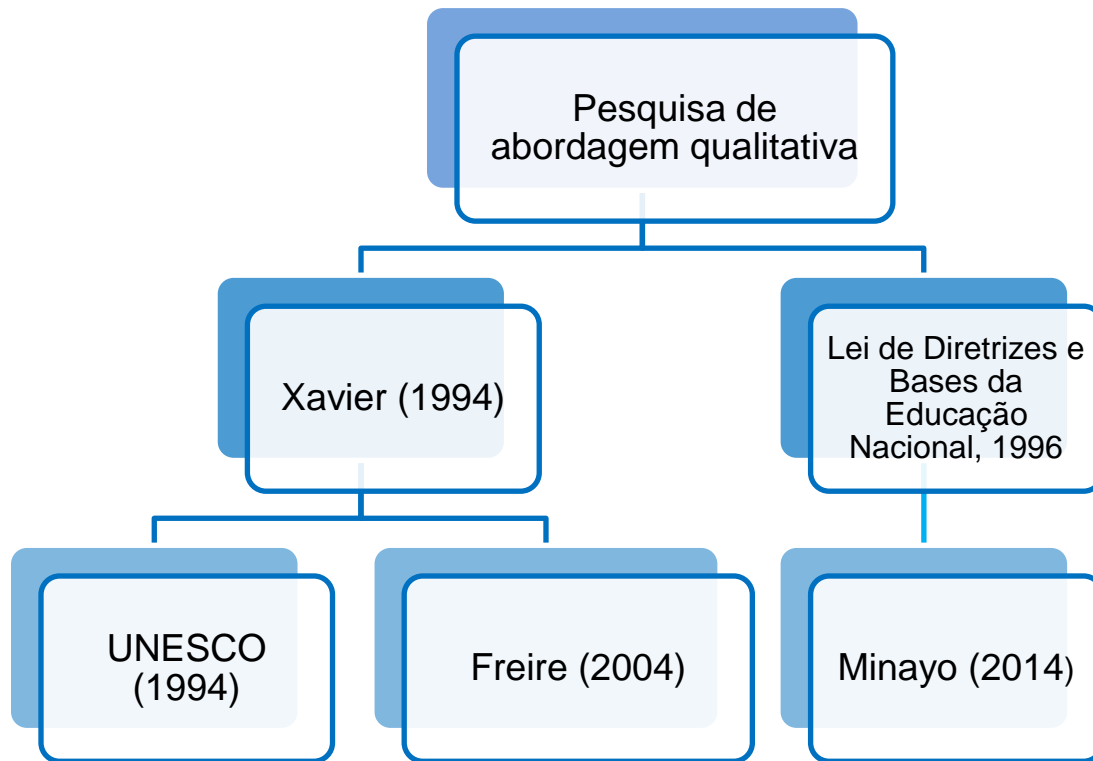 Pesquisa de
abordagem qualitativa
Xavier (1994)
Lei de Diretrizes e
Bases da
Educação
Nacional, 1996
UNESCO
(1994)
Freire (2004)
Minayo (2014)